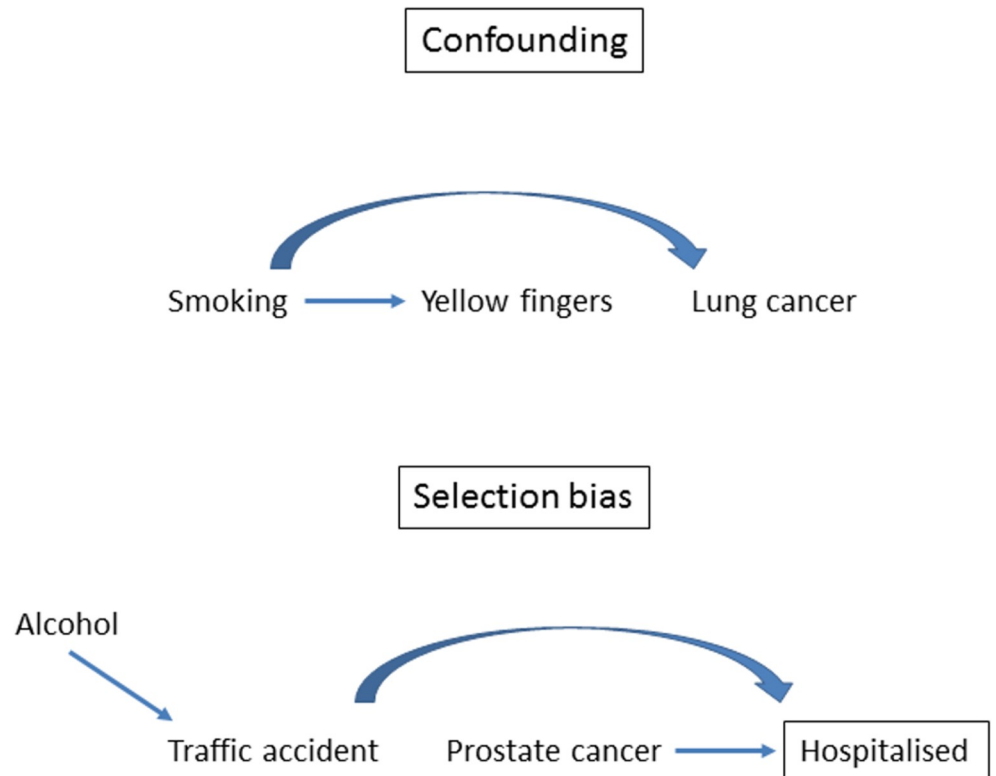 Confounding
Smoking Yellow fingers Lung cancer
Selection bias
Alcohol
Traffic accident Prostate cancer Hospitalised